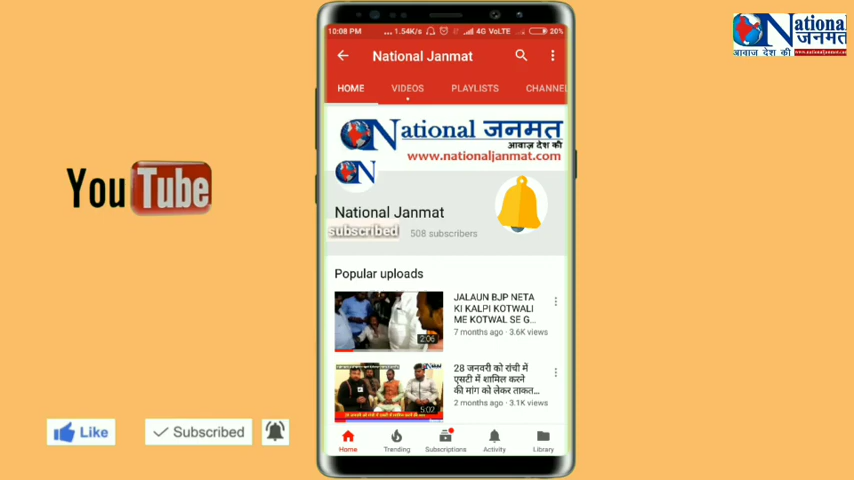 10:08 PM ... 1.54K/s 4G VoLTE 20%
National Janmat
HOME VIDEOS PLAYLISTS CHANNEL
National जनमत
आवाज़ देश की
www.nationaljanmat.com
N
National Janmat
subscribed 508 subscribers
Popular uploads
JALAUN BJP NETA
KI KALPI KOTWALI
ME KOTWAL SE G...
7 months ago · 3.6K views
2:06
28 जनवरी को रांची में
एसटी में शामिल करने
की मांग को लेकर ताकत...
2 months ago · 3.1K views
5:02
Home Trending Subscriptions Activity Library
YouTube
Like Subscribed
National
जनमत
आवाज़ देश की